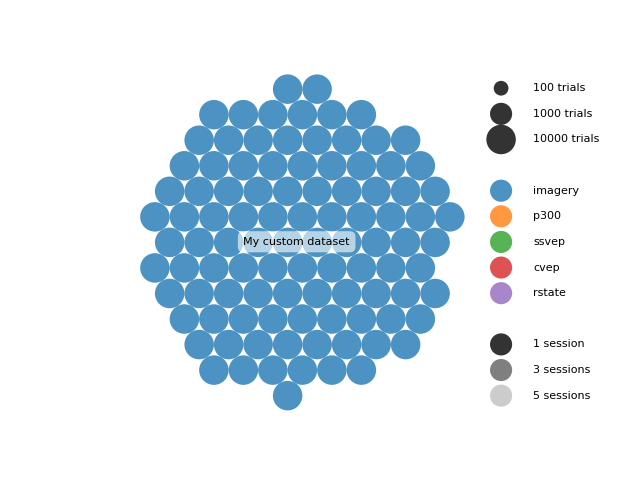 100 trials
1000 trials
10000 trials
imagery
p300
My custom dataset
ssvep
cvep
rstate
1 session
3 sessions
5 sessions